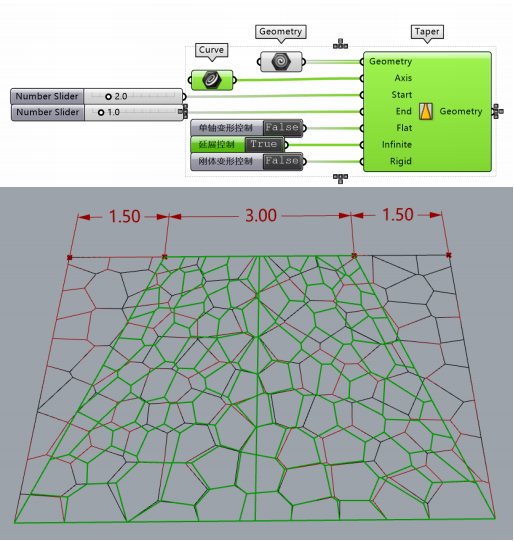 Geometry
Taper
Curve
Geometry
Axis
Number Slider 2.0
Start
Number Slider 1.0
End Geometry
单轴变形控制 False
Flat
延展控制 True
Infinite
刚体变形控制 False
Rigid
1.50 3.00 1.50